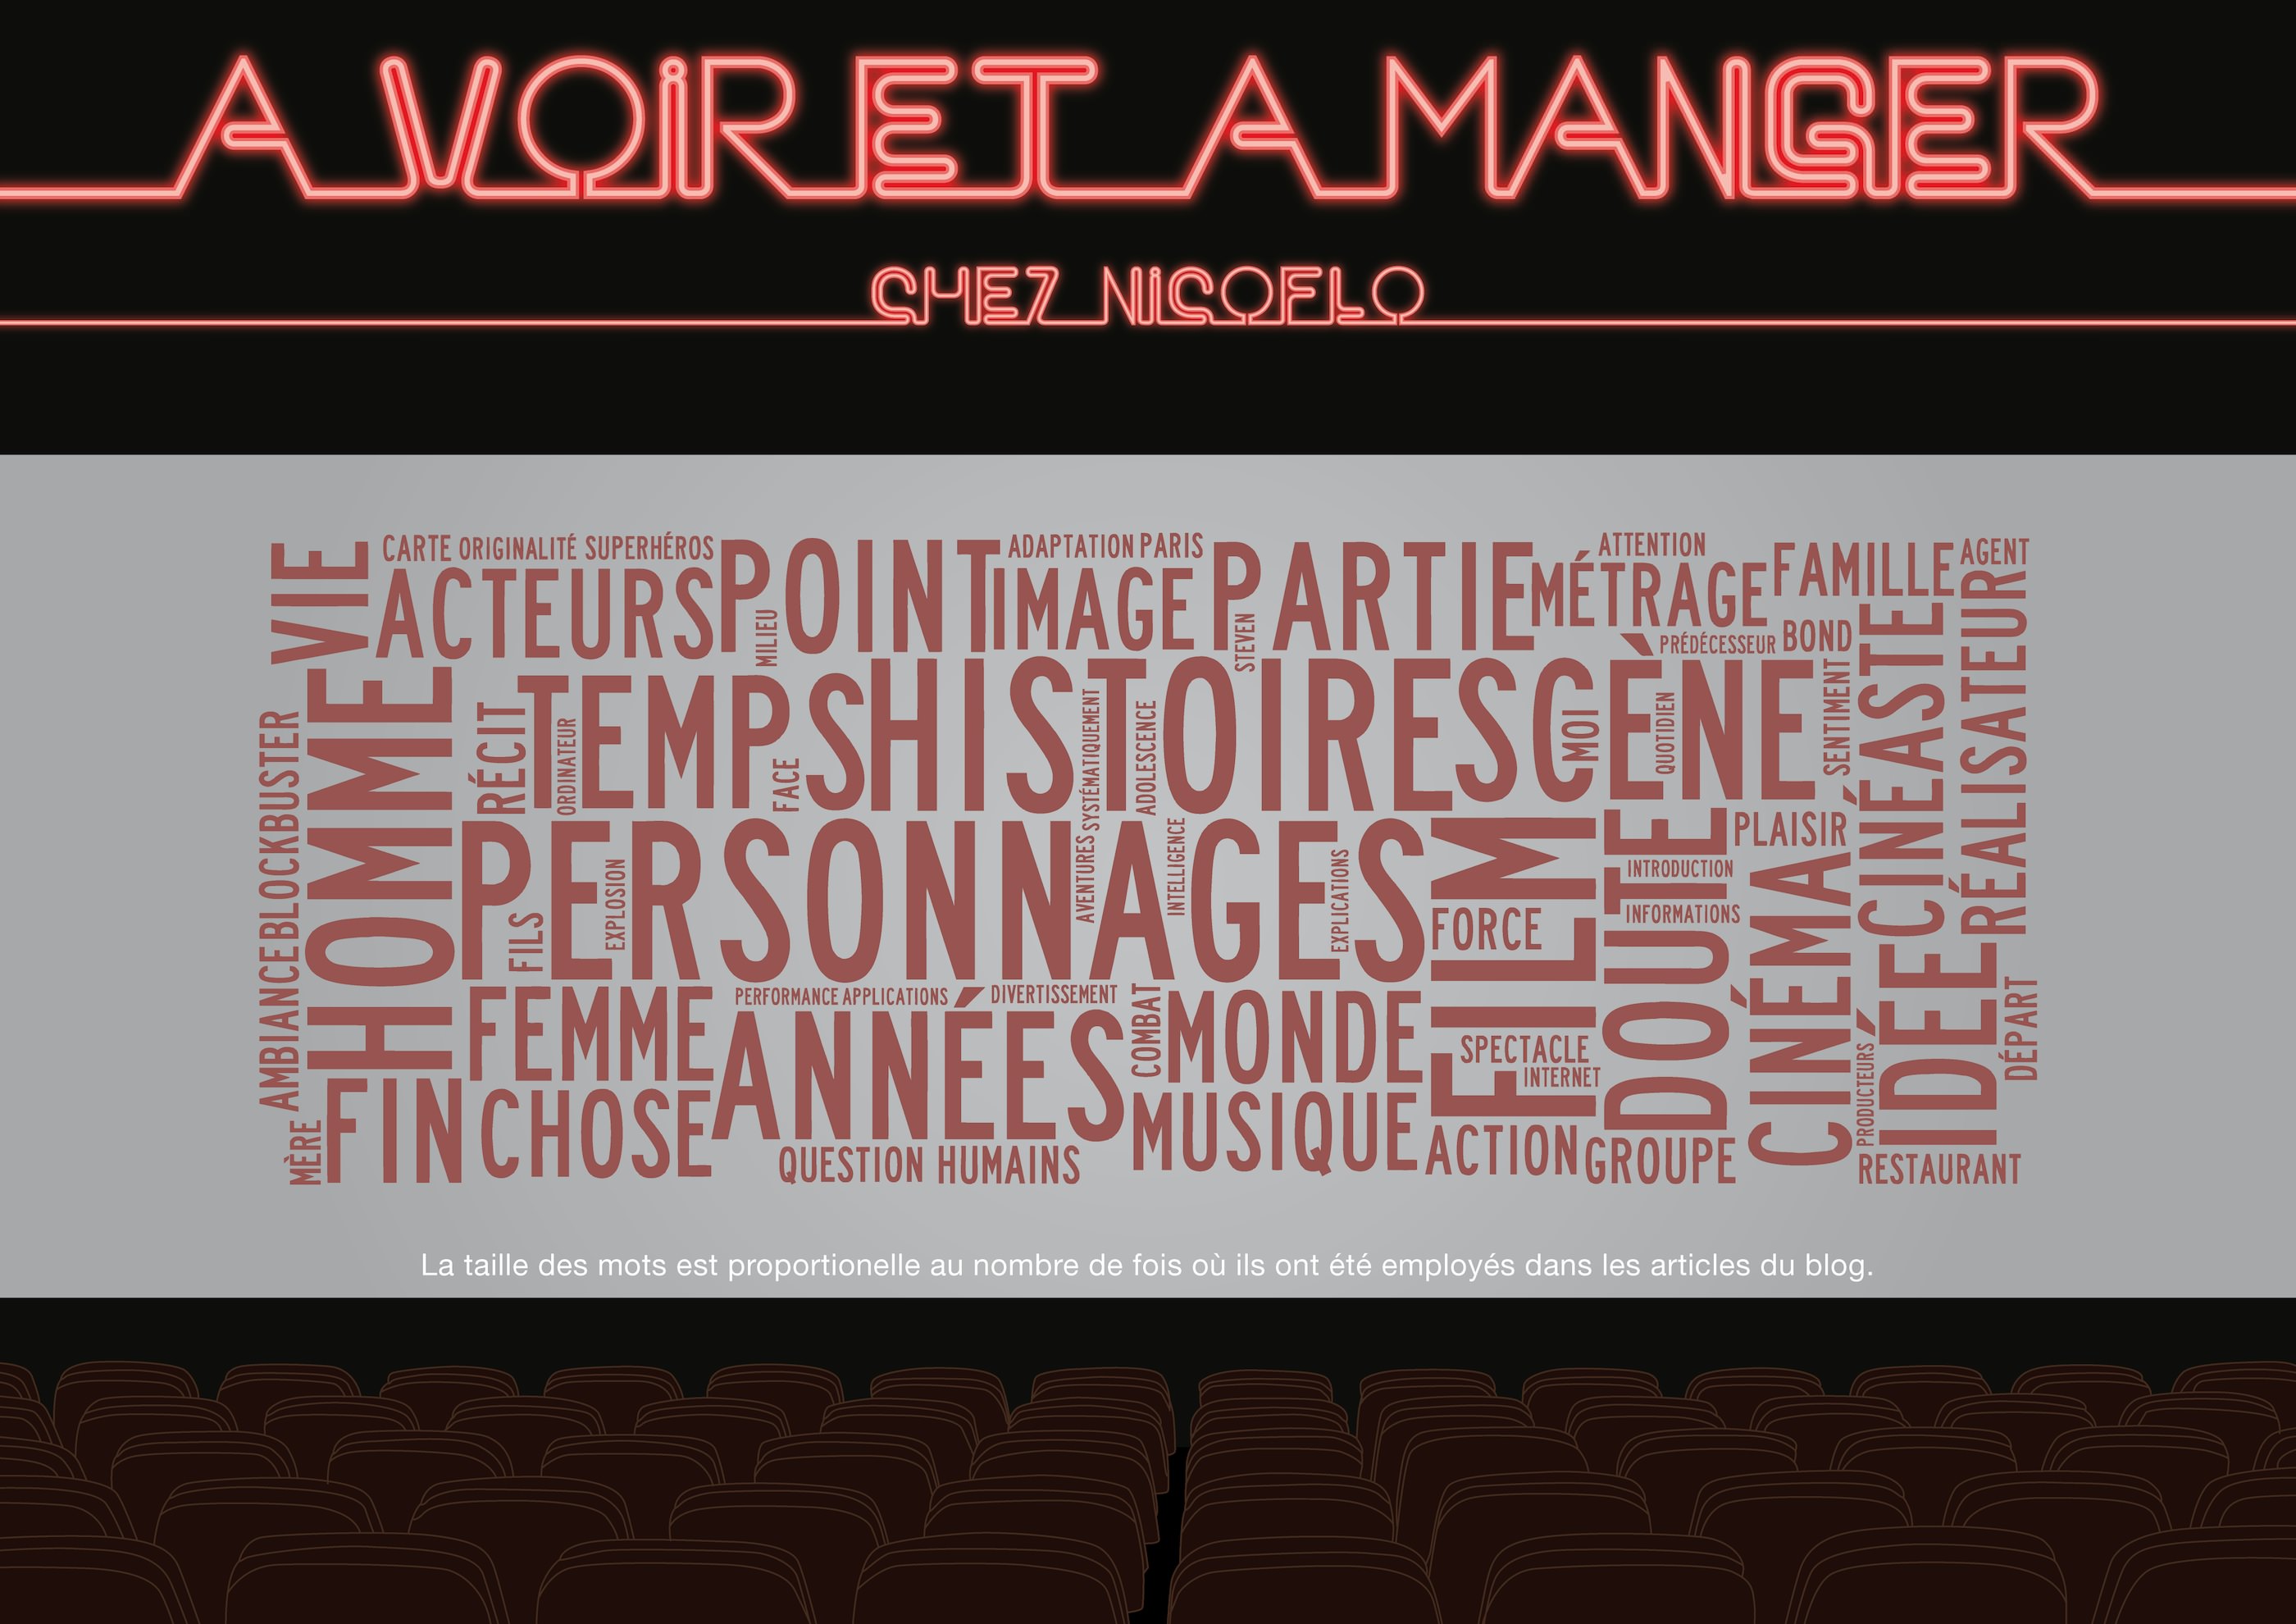 A VOIR ET A MANGER
CHEZ NICOFLO
VIE
CARTE ORIGINALITÉ SUPERHÉROS
ACTEURS
POINT
MILIEU
ADAPTATION PARIS
IMAGE
PARTIE
STEVEN
ATTENTION
MÉTRAGE
FAMILLE
AGENT
PRÉDÉCESSEUR
BOND
HOMME
BLOCKBUSTER
AMBIANCE
MÈRE
RÉCIT
TEMPS
ORDINATEUR
FACE
HISTOIRE
SYSTÉMATIQUEMENT
ADOLESCENCE
SCÈNE
MOI
QUOTIDIEN
SENTIMENT
CINÉASTE
RÉALISATEUR
PERSONNAGES
FILS
EXPLOSION
AVENTURES
INTELLIGENCE
EXPLICATIONS
FILM
FORCE
SPECTACLE
INTERNET
DOUTE
INTRODUCTION
INFORMATIONS
PLAISIR
CINÉMA
PRODUCTEURS
IDÉE
DÉPART
FEMME
PERFORMANCE APPLICATIONS
DIVERTISSEMENT
ANNÉES
COMBAT
MONDE
FIN
CHOSE
QUESTION HUMAINS
MUSIQUE
ACTION
GROUPE
RESTAURANT
La taille des mots est proportionelle au nombre de fois où ils ont été employés dans les articles du blog.